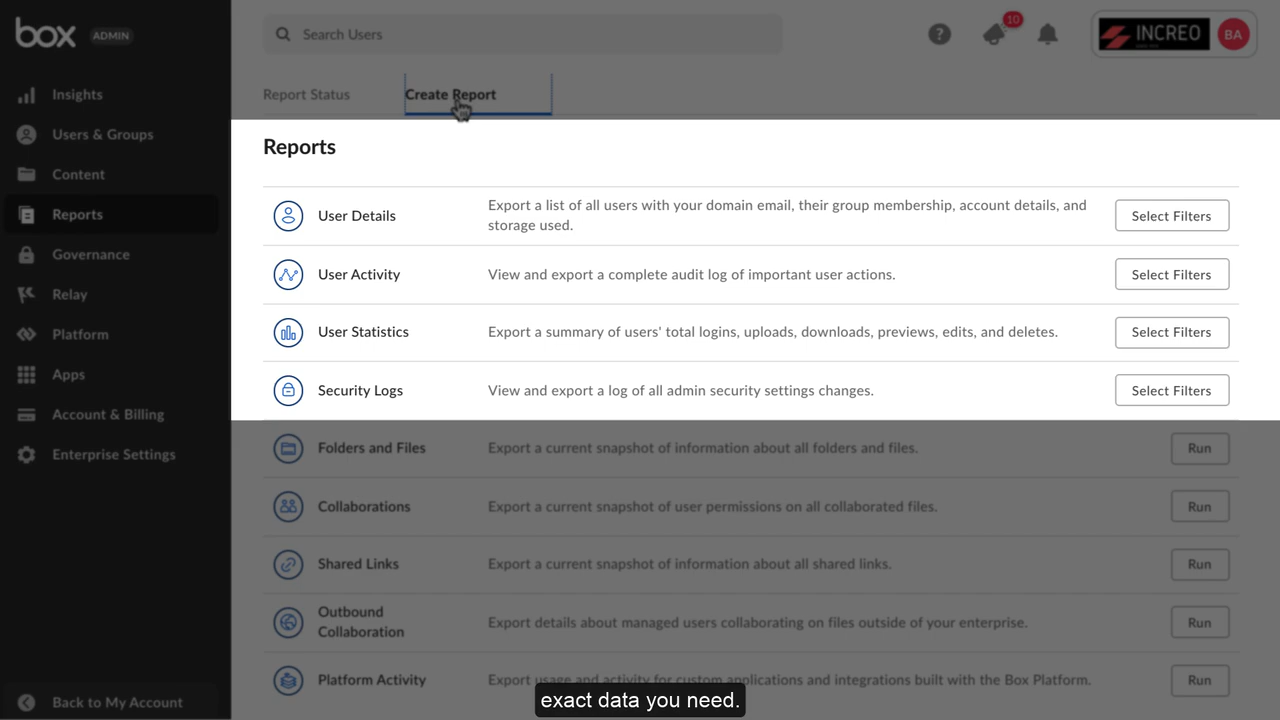 box ADMIN
Search Users
10
INCREO
BA
Insights
Users & Groups
Content
Reports
Governance
Relay
Platform
Apps
Account & Billing
Enterprise Settings
Back to My Account
Report Status
Create Report
Reports
User Details
Export a list of all users with your domain email, their group membership, account details, and
storage used.
Select Filters
User Activity
View and export a complete audit log of important user actions.
Select Filters
User Statistics
Export a summary of users' total logins, uploads, downloads, previews, edits, and deletes.
Select Filters
Security Logs
View and export a log of all admin security settings changes.
Select Filters
Folders and Files
Export a current snapshot of information about all folders and files.
Run
Collaborations
Export a current snapshot of user permissions on all collaborated files.
Run
Shared Links
Export a current snapshot of information about all shared links.
Run
Outbound
Collaboration
Export details about managed users collaborating on files outside of your enterprise.
Run
Platform Activity
Export usage and activity for custom applications and integrations built with the Box Platform.
Run
exact data you need.